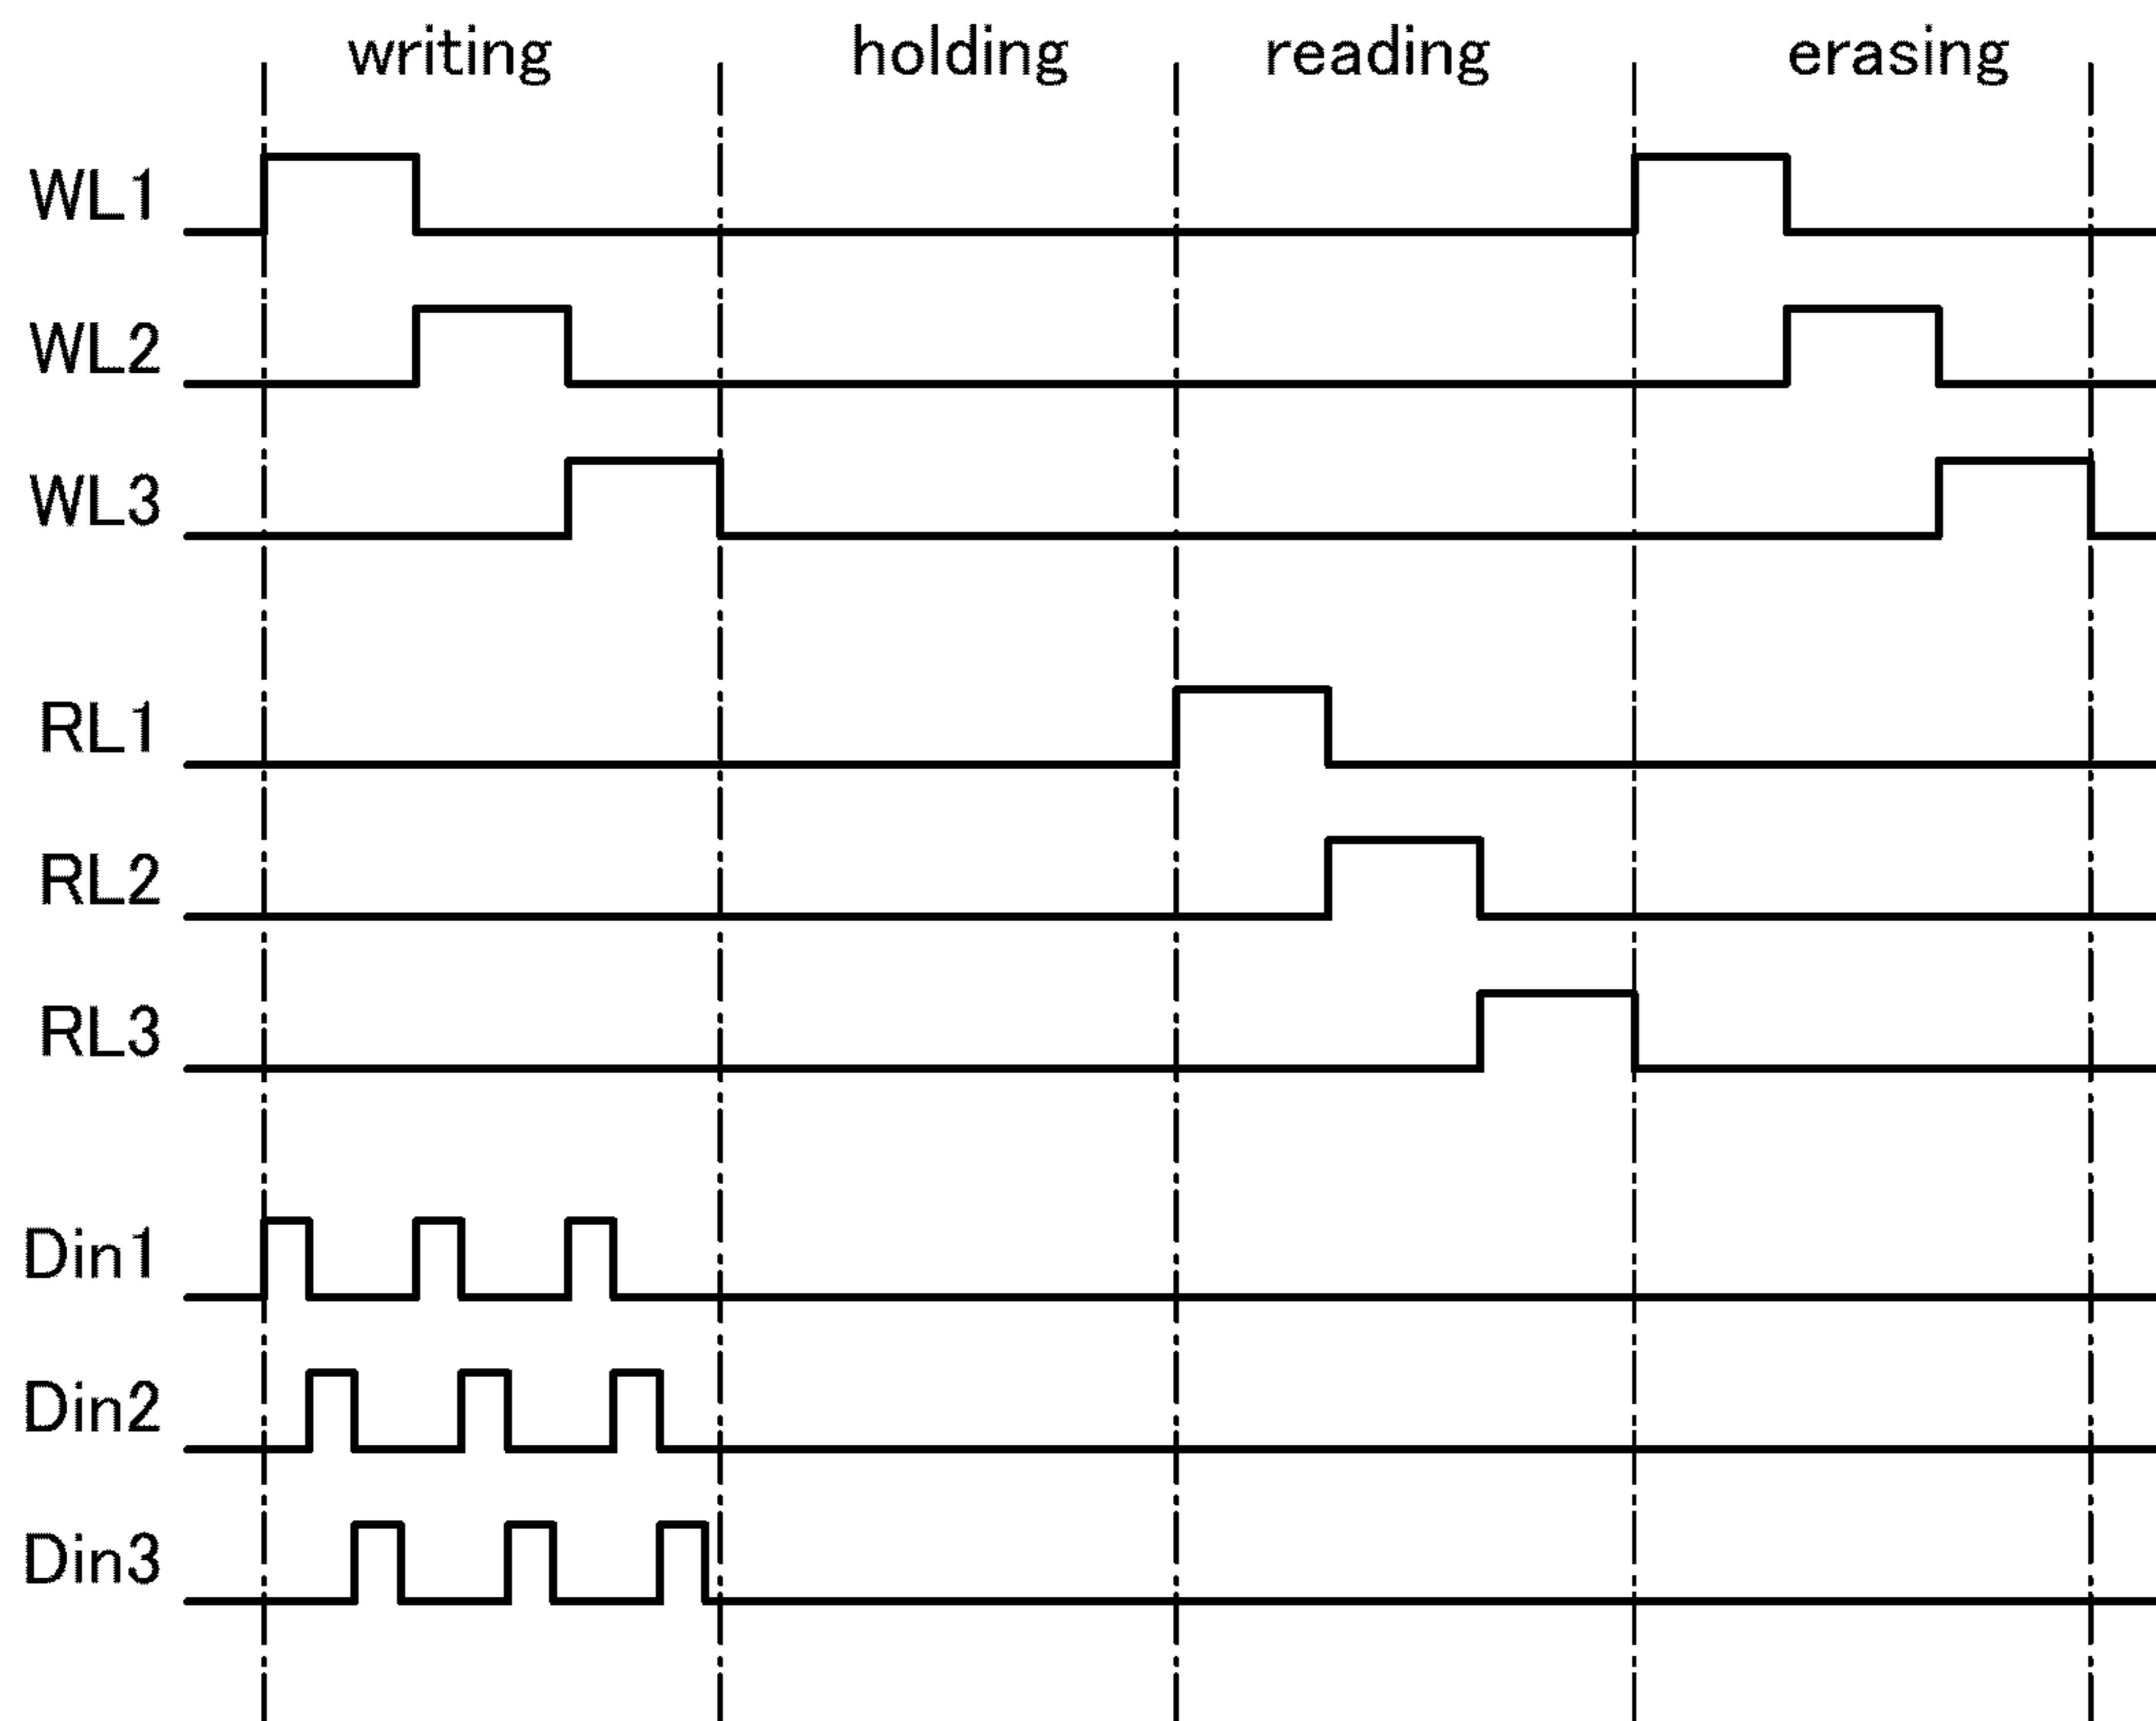 writing holding reading erasing
WL1
WL2
WL3
RL1
RL2
RL3
Din1
Din2
Din3